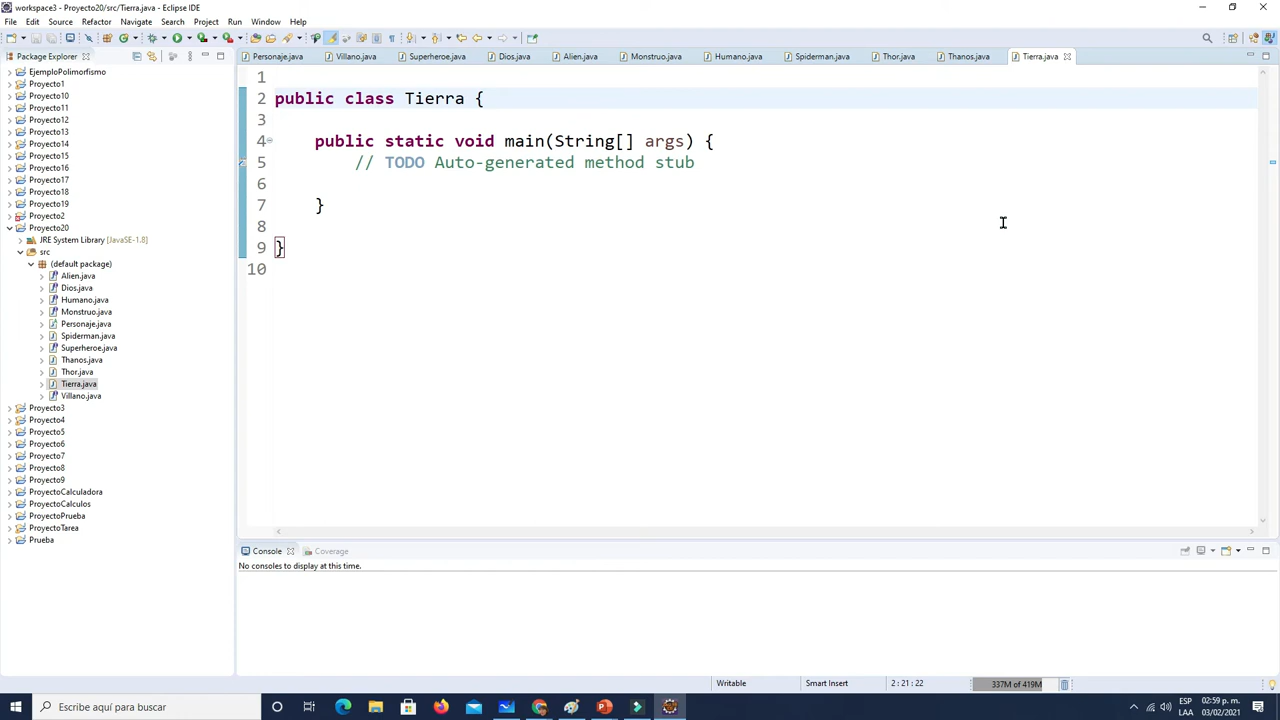 workspace3 - Proyecto20/src/Tierra.java - Eclipse IDE
File Edit Source Refactor Navigate Search Project Run Window Help
Package Explorer
Personaje.java Villano.java Superheroe.java Dios.java Alien.java Monstruo.java Humano.java Spiderman.java Thor.java Thanos.java Tierra.java
EjemploPolimorfismo
Proyecto1
Proyecto10
Proyecto11
Proyecto12
Proyecto13
Proyecto14
Proyecto15
Proyecto16
Proyecto17
Proyecto18
Proyecto19
Proyecto2
Proyecto20
JRE System Library [JavaSE-1.8]
src
(default package)
Alien.java
Dios.java
Humano.java
Monstruo.java
Personaje.java
Spiderman.java
Superheroe.java
Thanos.java
Thor.java
Tierra.java
Villano.java
Proyecto3
Proyecto4
Proyecto5
Proyecto6
Proyecto7
Proyecto8
Proyecto9
ProyectoCalculadora
ProyectoCalculos
ProyectoPrueba
ProyectoTarea
Prueba
1
2 public class Tierra {
3
4 public static void main(String[] args) {
5 // TODO Auto-generated method stub
6
7 }
8
9 }
10
Console Coverage
No consoles to display at this time.
Writable Smart Insert 2 : 21 : 22 337M of 419M
Escribe aquí para buscar
ESP 02:59 p. m.
LAA 03/02/2021